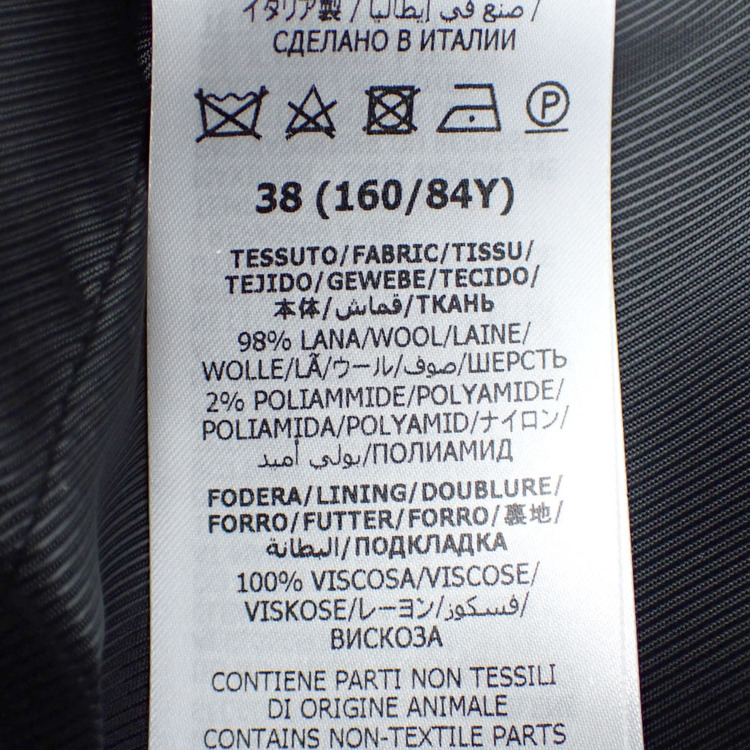 イタリア製 / صنع في إيطاليا /
СДЕЛАНО В ИТАЛИИ
P
38 (160/84Y)
TESSUTO/FABRIC/TISSU/
TEJIDO/GEWEBE/TECIDO/
本体/قماش/ТКАНЬ
98% LANA/WOOL/LAINE/
WOLLE/LÃ/ウール/صوف/ШЕРСТЬ
2% POLIAMMIDE/POLYAMIDE/
POLIAMIDA/POLYAMID/ナイロン/
بولي أميد/ПОЛИАМИД
FODERA/LINING/DOUBLURE/
FORRO/FUTTER/FORRO/裏地/
البطانة/ПОДКЛАДКА
100% VISCOSA/VISCOSE/
VISKOSE/レーヨン/فسكوز/
ВИСКОЗА
CONTIENE PARTI NON TESSILI
DI ORIGINE ANIMALE
CONTAINS NON-TEXTILE PARTS